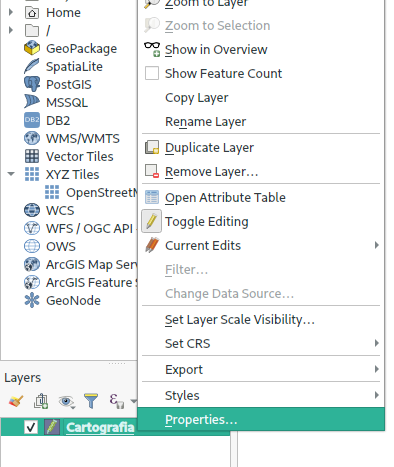 Home
/
GeoPackage
SpatiaLite
PostGIS
MSSQL
DB2
WMS/WMTS
Vector Tiles
XYZ Tiles
WCS
WFS / OGC API
OWS
ArcGIS Map
ArcGIS Feature
GeoNode
Layers
Cartografia
Zoom to Layer
Zoom to Selection
Show in Overview
Show Feature Count
Copy Layer
Rename Layer
Duplicate Layer
Remove Layer…
Open Attribute Table
Toggle Editing
Current Edits
Filter…
Change Data Source…
Set Layer Scale Visibility…
Set CRS
Export
Styles
Properties…